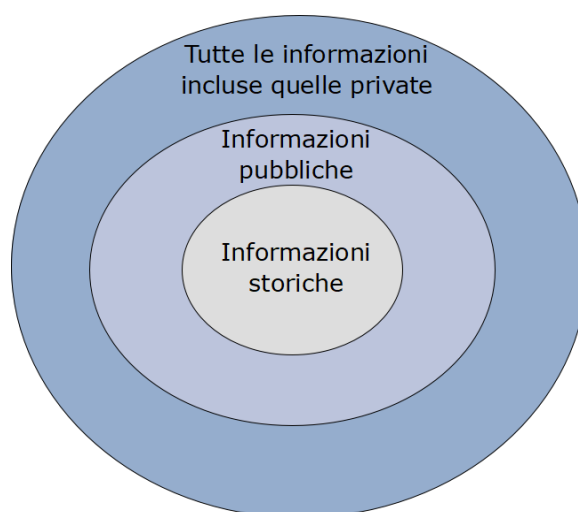 Tutte le informazioni
incluse quelle private
Informazioni
pubbliche
Informazioni
storiche